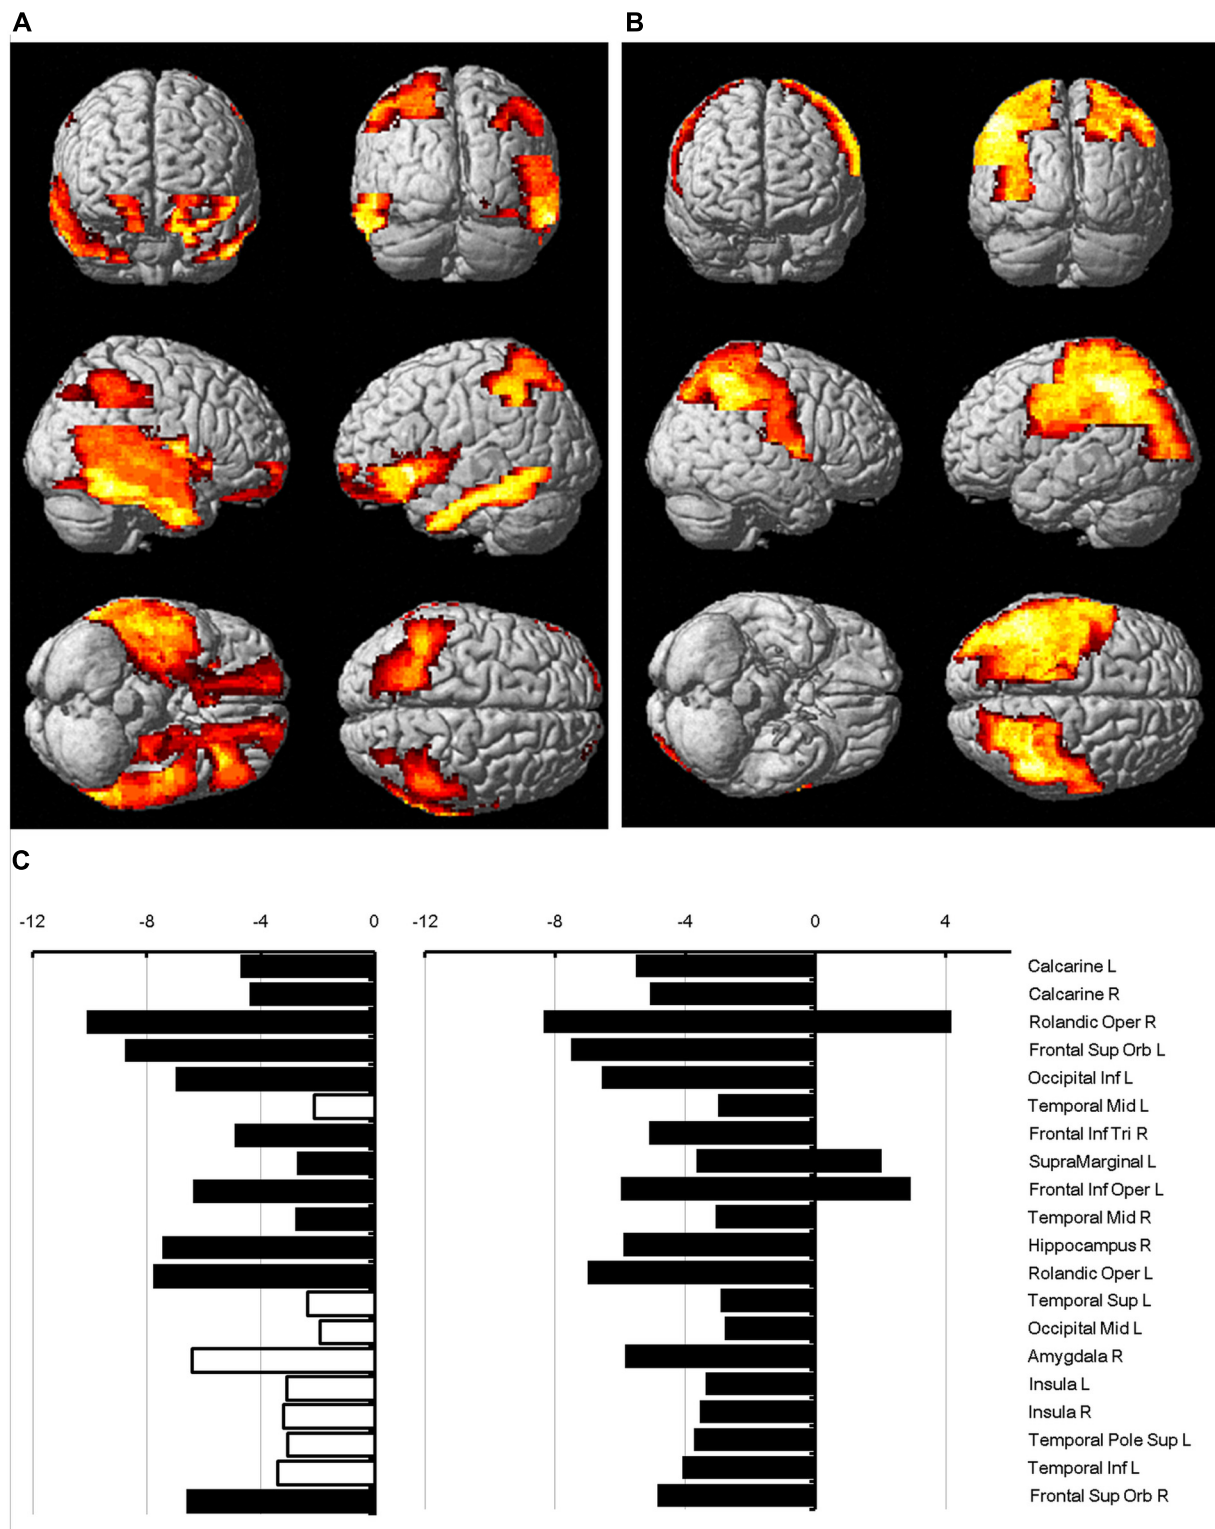 A
B
C
-12 -8 -4 0 -12 -8 -4 0 4
Calcarine L
Calcarine R
Rolandic Oper R
Frontal Sup Orb L
Occipital Inf L
Temporal Mid L
Frontal Inf Tri R
SupraMarginal L
Frontal Inf Oper L
Temporal Mid R
Hippocampus R
Rolandic Oper L
Temporal Sup L
Occipital Mid L
Amygdala R
Insula L
Insula R
Temporal Pole Sup L
Temporal Inf L
Frontal Sup Orb R